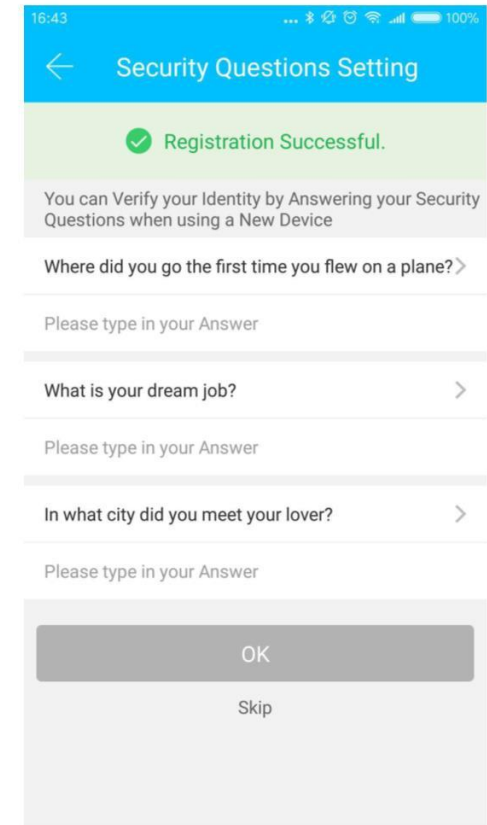 16:43 ... 100%
Security Questions Setting
Registration Successful.
You can Verify your Identity by Answering your Security
Questions when using a New Device
Where did you go the first time you flew on a plane?
Please type in your Answer
What is your dream job?
Please type in your Answer
In what city did you meet your lover?
Please type in your Answer
OK
Skip